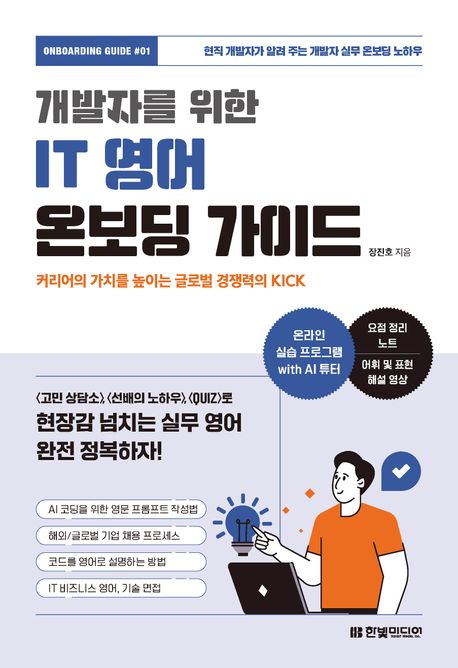 ONBOARDING GUIDE #01
현직 개발자가 알려 주는 개발자 실무 온보딩 노하우
개발자를 위한
IT 영어
온보딩 가이드
장진호 지음
커리어의 가치를 높이는 글로벌 경쟁력의 KICK
온라인
실습 프로그램
with AI 튜터
요점 정리
노트
어휘 및 표현
해설 영상
〈고민 상담소〉, 〈선배의 노하우〉, 〈QUIZ〉로
현장감 넘치는 실무 영어
완전 정복하자!
AI 코딩을 위한 영문 프롬프트 작성법
해외/글로벌 기업 채용 프로세스
코드를 영어로 설명하는 방법
IT 비즈니스 영어, 기술 면접
한빛미디어